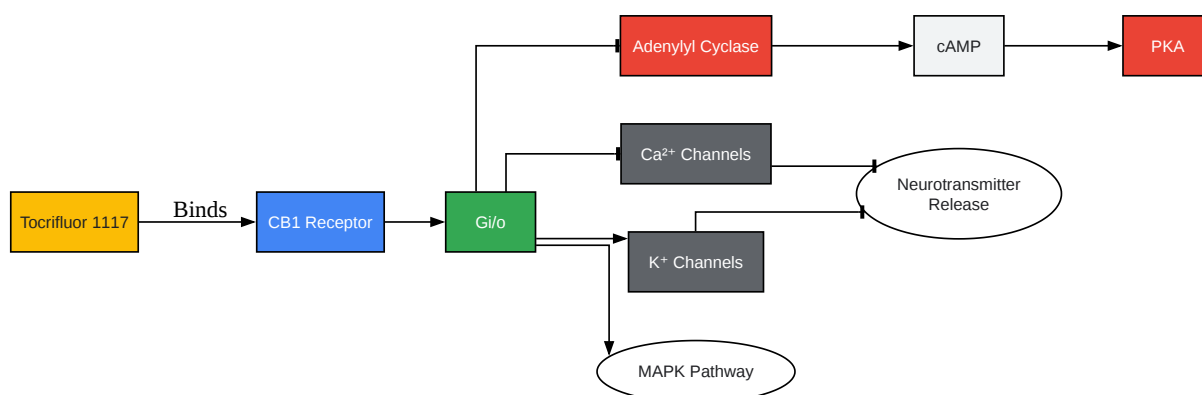 Adenylyl Cyclase
cAMP
PKA
Ca²⁺ Channels
Neurotransmitter
Release
Tocrifluor 1117
Binds
CB1 Receptor
Gi/o
K⁺ Channels
MAPK Pathway